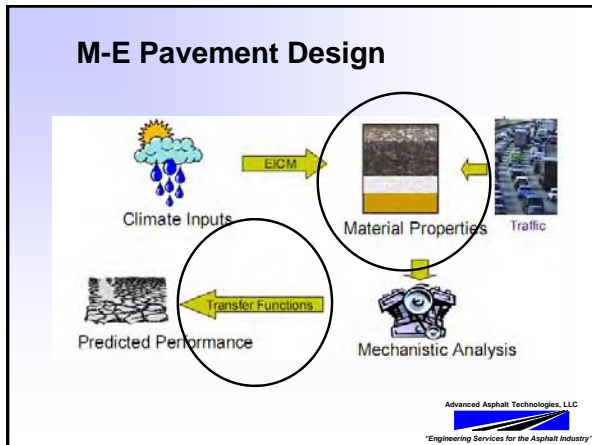 M-E Pavement Design
EICM
Climate Inputs
Material Properties
Traffic
Transfer Functions
Predicted Performance
Mechanistic Analysis
Advanced Asphalt Technologies, LLC
"Engineering Services for the Asphalt Industry"